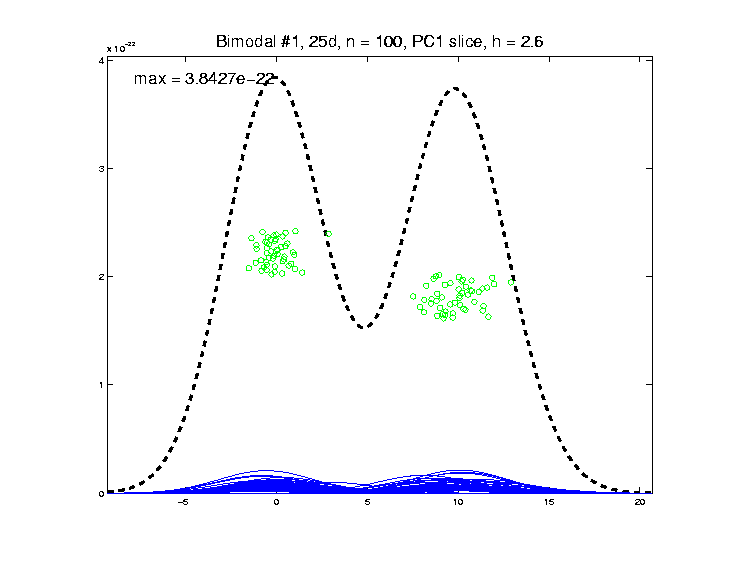 Bimodal #1, 25d, n = 100, PC1 slice, h = 2.6
x 10^-22
max = 3.8427e-22
4
3
2
1
0
-5 0 5 10 15 20